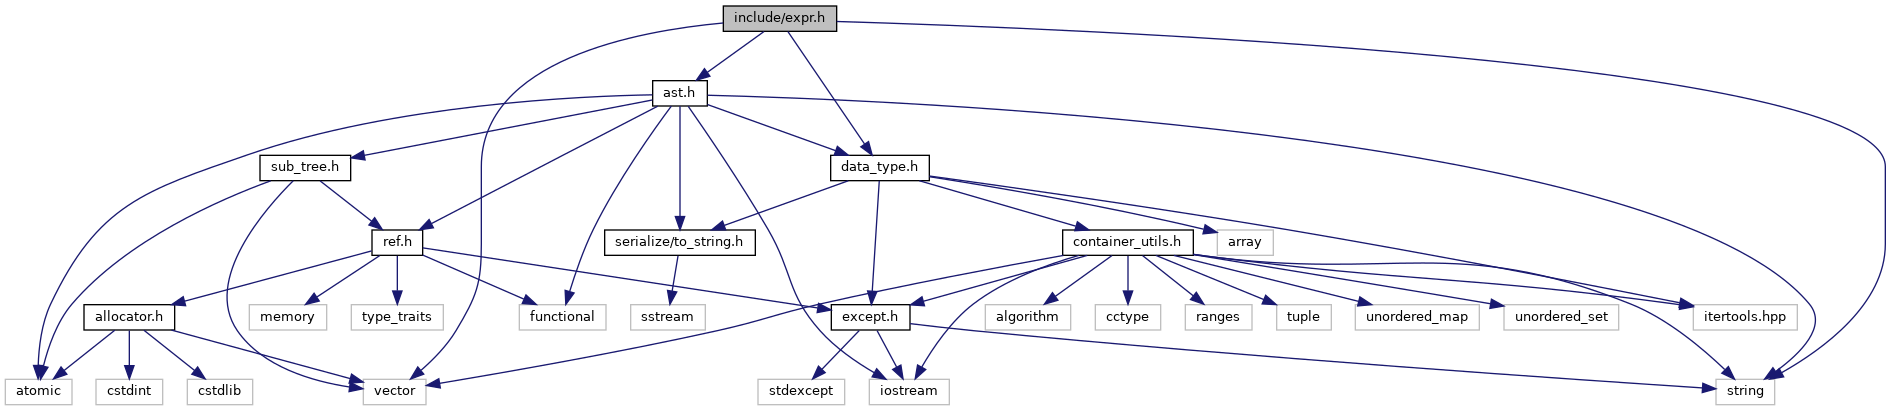 include/expr.h
ast.h
sub_tree.h
data_type.h
ref.h
serialize/to_string.h
container_utils.h
array
allocator.h
memory
type_traits
functional
sstream
except.h
algorithm
cctype
ranges
tuple
unordered_map
unordered_set
itertools.hpp
atomic
cstdint
cstdlib
vector
stdexcept
iostream
string